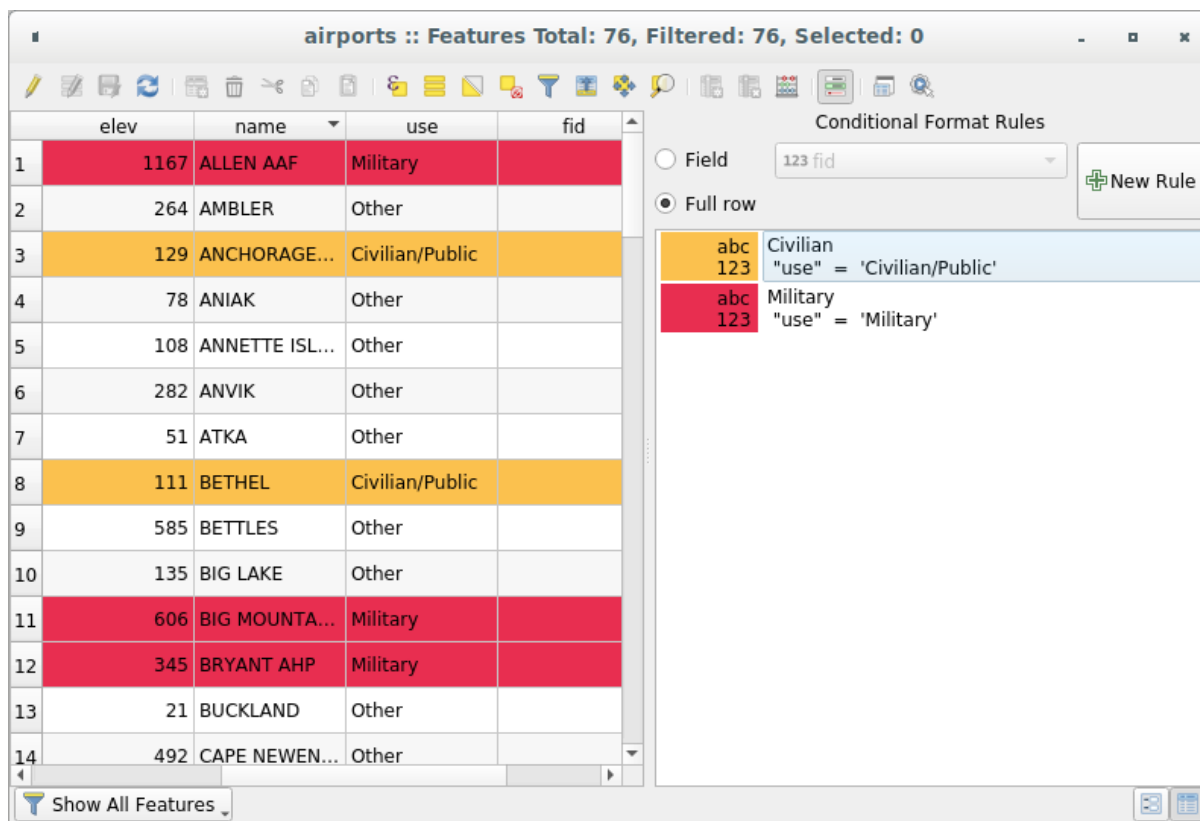 airports :: Features Total: 76, Filtered: 76, Selected: 0
elev name use fid
1 1167 ALLEN AAF Military
2 264 AMBLER Other
3 129 ANCHORAGE... Civilian/Public
4 78 ANIAK Other
5 108 ANNETTE ISL... Other
6 282 ANVIK Other
7 51 ATKA Other
8 111 BETHEL Civilian/Public
9 585 BETTLES Other
10 135 BIG LAKE Other
11 606 BIG MOUNTA... Military
12 345 BRYANT AHP Military
13 21 BUCKLAND Other
14 492 CAPE NEWEN... Other
Show All Features
Conditional Format Rules
Field 123 fid
New Rule
Full row
abc Civilian
123 "use" = 'Civilian/Public'
abc Military
123 "use" = 'Military'